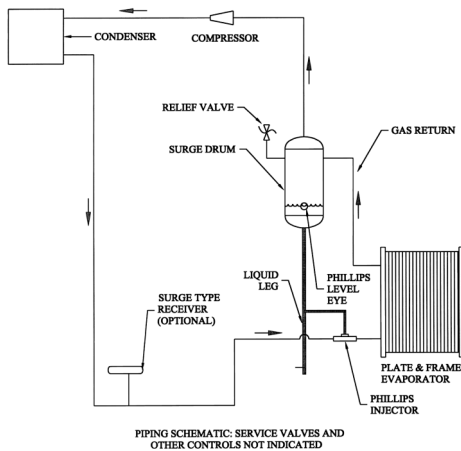 CONDENSER
COMPRESSOR
RELIEF VALVE
GAS RETURN
SURGE DRUM
LIQUID
LEG
PHILLIPS
LEVEL
EYE
SURGE TYPE
RECEIVER
(OPTIONAL)
PLATE & FRAME
EVAPORATOR
PHILLIPS
INJECTOR
PIPING SCHEMATIC: SERVICE VALVES AND
OTHER CONTROLS NOT INDICATED